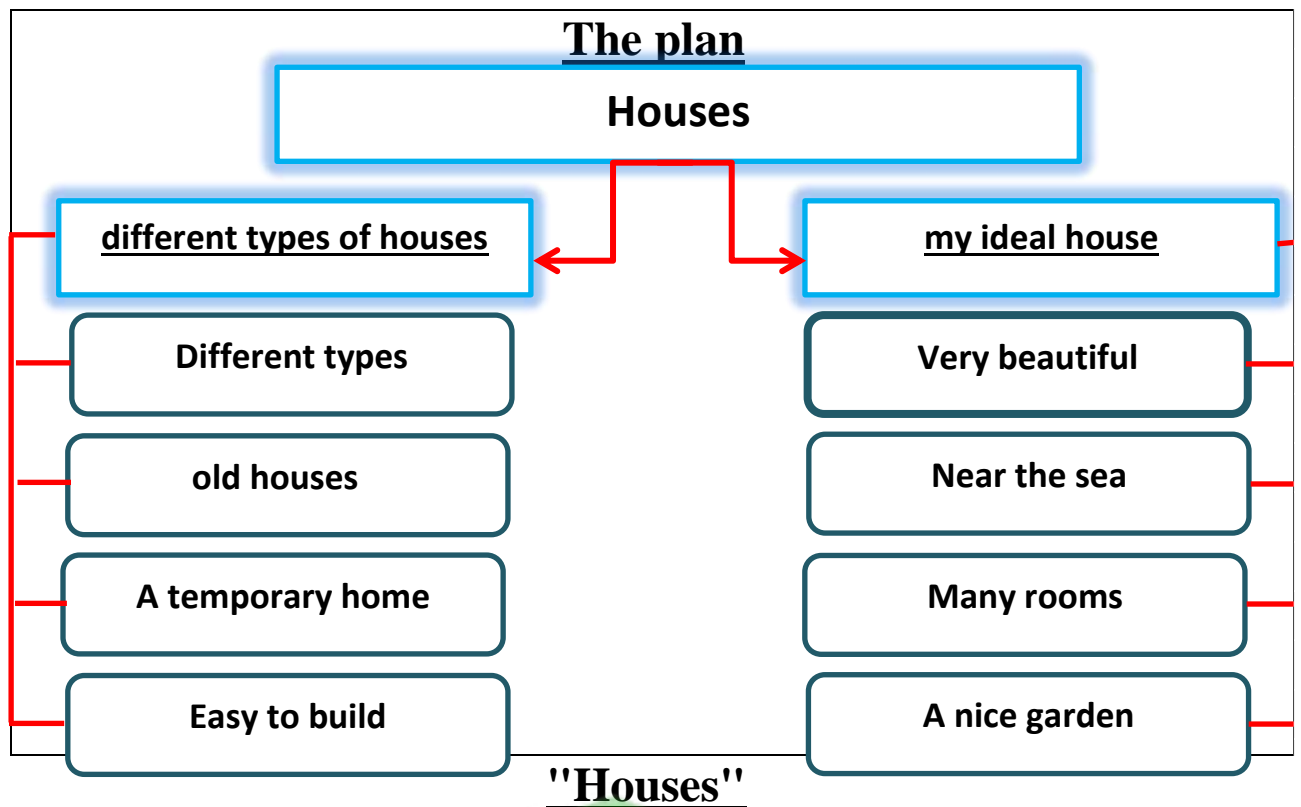 The plan
Houses
different types of houses
my ideal house
Different types
Very beautiful
old houses
Near the sea
A temporary home
Many rooms
Easy to build
A nice garden
"Houses"